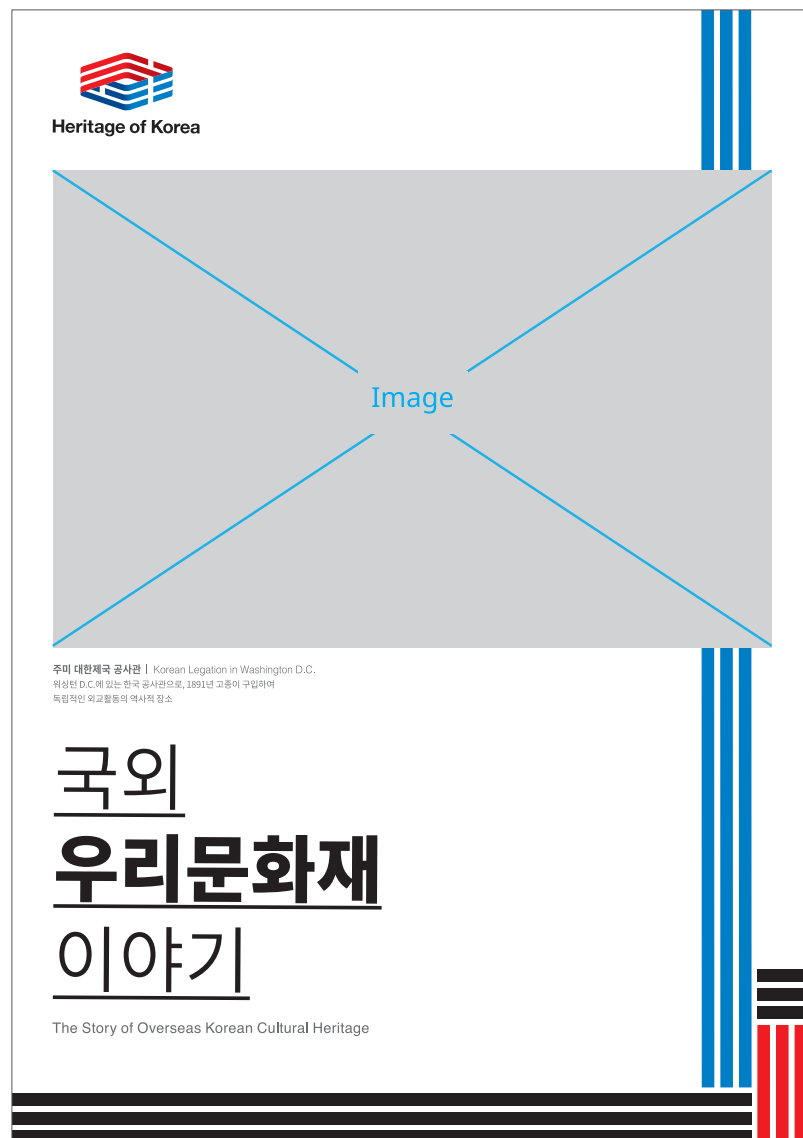 Heritage of Korea
Image
주미 대한제국 공사관 | Korean Legation in Washington D.C.
워싱턴 D.C.에 있는 한국 공사관으로, 1891년 고종이 구입하여
독립적인 외교활동의 역사적 장소
국외
우리문화재
이야기
The Story of Overseas Korean Cultural Heritage